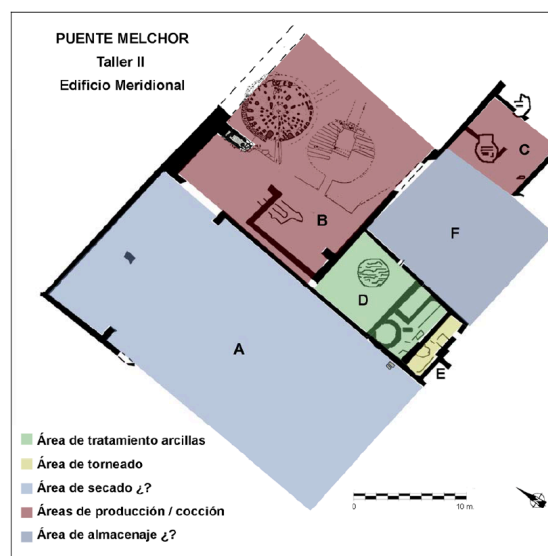 PUENTE MELCHOR
Taller II
Edificio Meridional
C
B
F
D
A
E
Área de tratamiento arcillas
Área de torneado
Área de secado ¿?
Áreas de producción / cocción
Área de almacenaje ¿?
0 10 m.